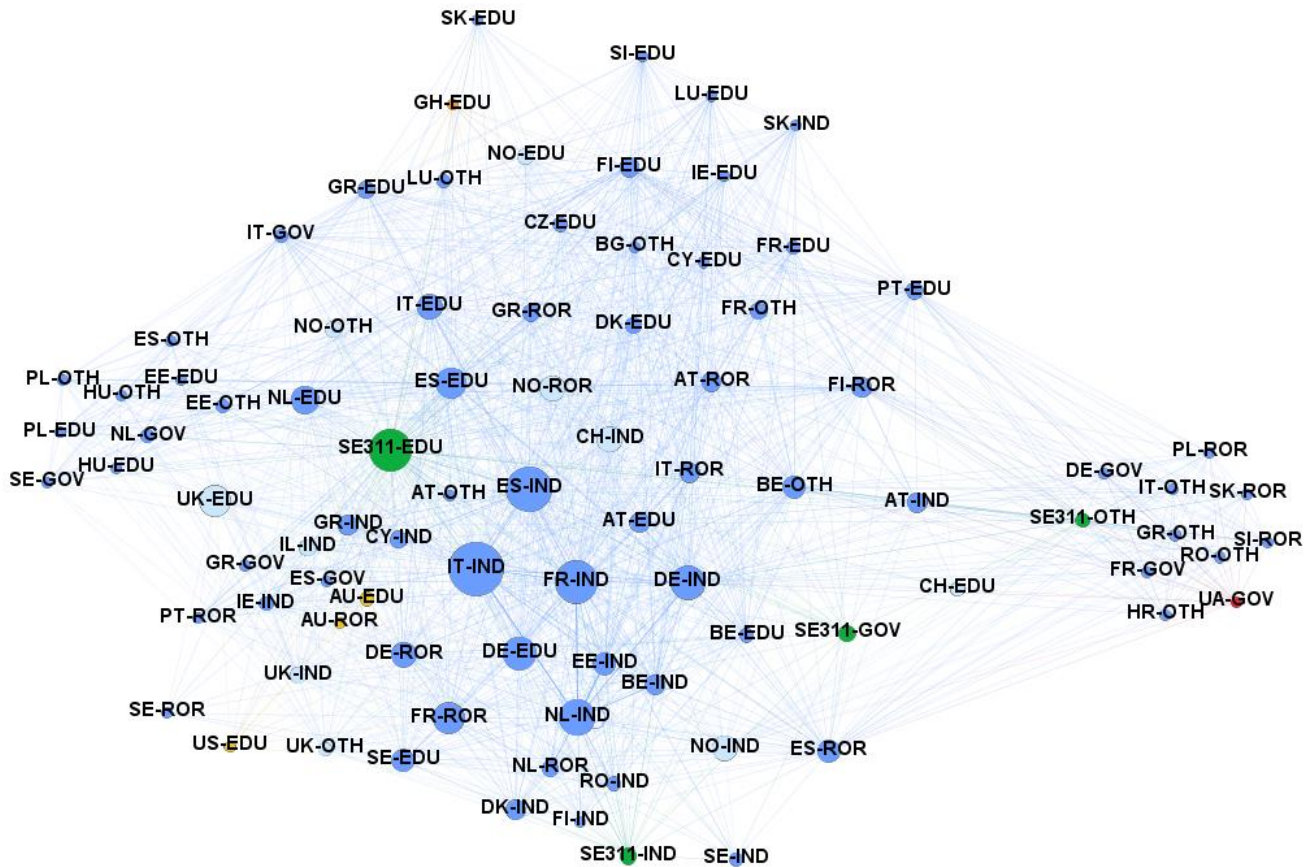 SK-EDU
SI-EDU
LU-EDU
GH-EDU
SK-IND
NO-EDU
FI-EDU
IE-EDU
LU-OTH
GR-EDU
CZ-EDU
IT-GOV
BG-OTH
FR-EDU
CY-EDU
PT-EDU
IT-EDU
GR-ROR
FR-OTH
DK-EDU
NO-OTH
ES-OTH
PL-OTH
EE-EDU
ES-EDU
AT-ROR
HU-OTH
NO-ROR
FI-ROR
NL-EDU
EE-OTH
PL-EDU
NL-GOV
CH-IND
SE311-EDU
PL-ROR
HU-EDU
IT-ROR
DE-GOV
SE-GOV
ES-IND
BE-OTH
IT-OTH
SK-ROR
AT-OTH
UK-EDU
AT-IND
SE311-OTH
AT-EDU
GR-IND
CY-IND
GR-OTH
SI-ROR
IL-IND
RO-OTH
GR-GOV
IT-IND
FR-IND
DE-IND
FR-GOV
ES-GOV
CH-EDU
AU-EDU
UA-GOV
IE-IND
PT-ROR
HR-OTH
AU-ROR
BE-EDU
SE311-GOV
DE-ROR
DE-EDU
EE-IND
UK-IND
BE-IND
SE-ROR
FR-ROR
NL-IND
US-EDU
UK-OTH
NO-IND
ES-ROR
SE-EDU
NL-ROR
RO-IND
DK-IND
FI-IND
SE311-IND
SE-IND